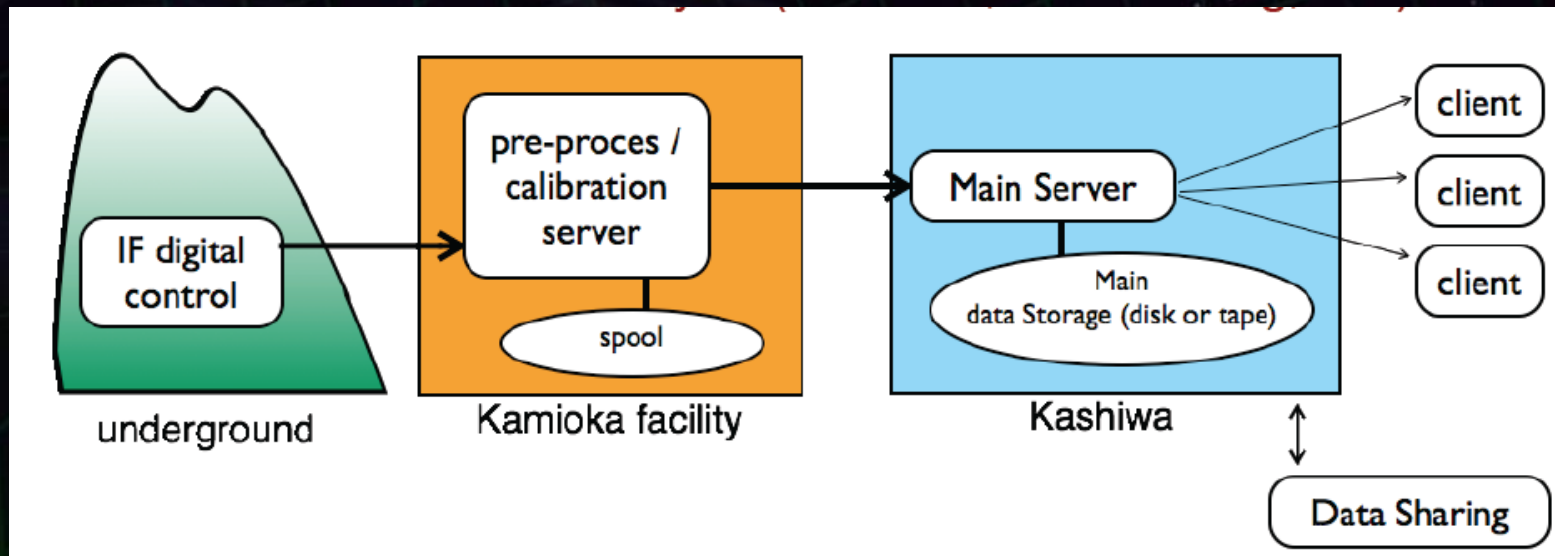 IF digital
control
underground
pre-proces /
calibration
server
spool
Kamioka facility
Main Server
Main
data Storage (disk or tape)
Kashiwa
client
client
client
Data Sharing